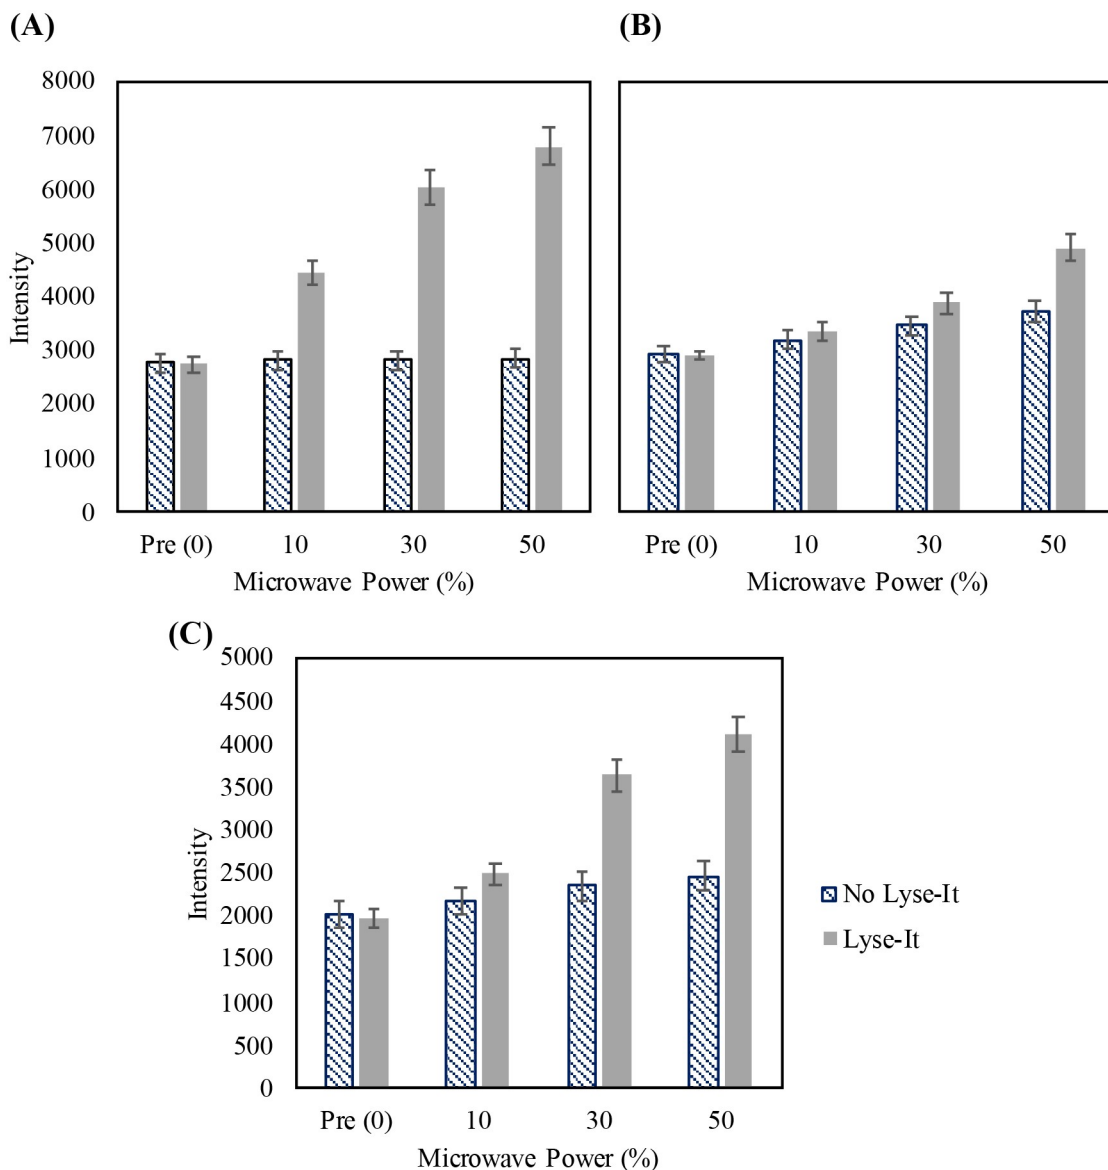 (A)
8000
7000
6000
5000
4000
3000
2000
1000
0
Intensity
Pre (0) 10 30 50
Microwave Power (%)
(B)
Pre (0) 10 30 50
Microwave Power (%)
(C)
5000
4500
4000
3500
3000
2500
2000
1500
1000
500
0
Intensity
Pre (0) 10 30 50
Microwave Power (%)
No Lyse-It
Lyse-It